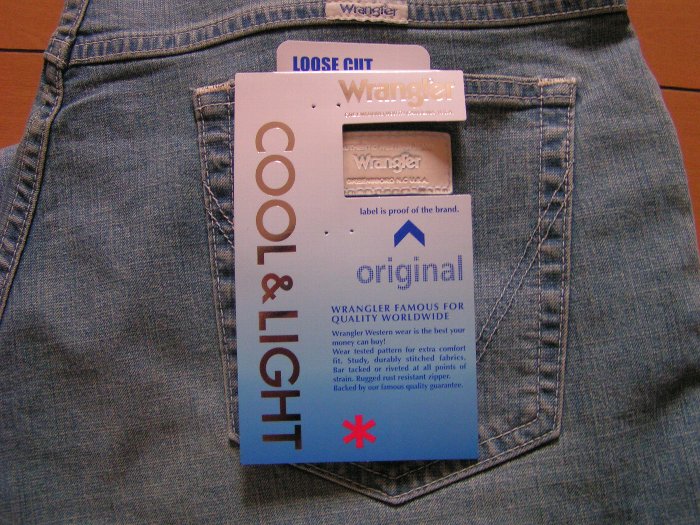 Wrangler
LOOSE CUT
Wrangler
COOL & LIGHT
Wrangler
GREENSBORO N.C. U.S.A.
label is proof of the brand.
original
WRANGLER FAMOUS FOR
QUALITY WORLDWIDE
Wrangler Western wear is the best your
money can buy!
Wear tested pattern for extra comfort
fit. Study, durably stitched fabrics.
Bar tacked or riveted at all points of
strain. Rugged rust resistant zipper.
Backed by our famous quality guarantee.